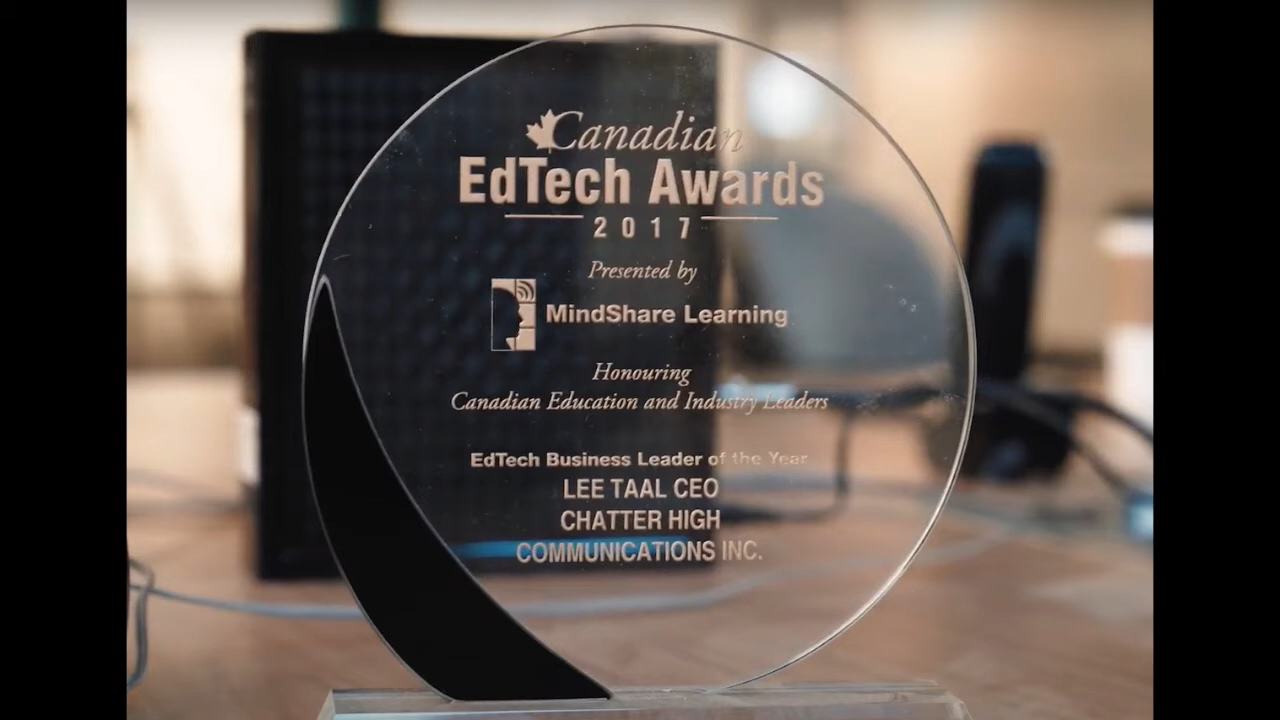 Canadian
EdTech Awards
2017
Presented by
MindShare Learning
Honouring
Canadian Education and Industry Leaders
EdTech Business Leader of the Year
LEE TAAL CEO
CHATTER HIGH
COMMUNICATIONS INC.